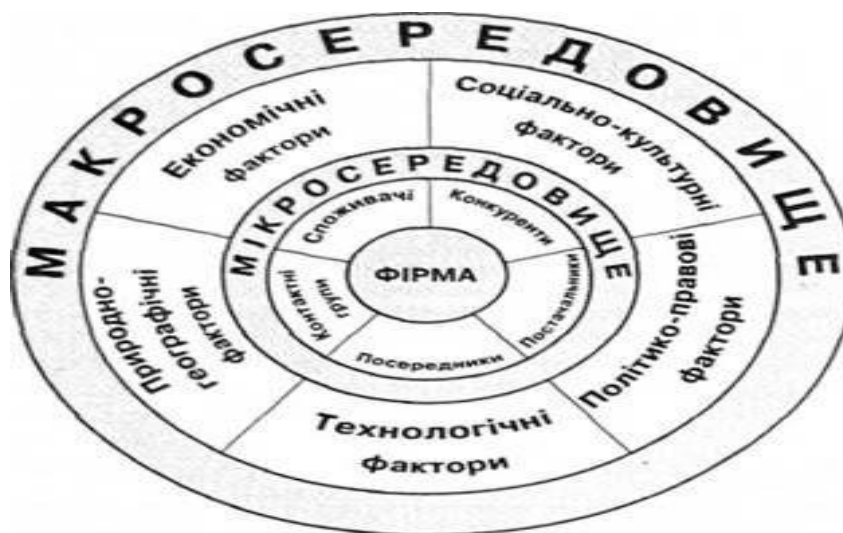 МАКРОСЕРЕДОВИЩЕ
Економічні
фактори
Соціально-культурні
фактори
МІКРОСЕРЕДОВИЩЕ
Споживачі
Конкуренти
ФІРМА
Контактні
групи
Постачальники
Посередники
Природно-
географічні
фактори
Політико-правові
фактори
Технологічні
фактори